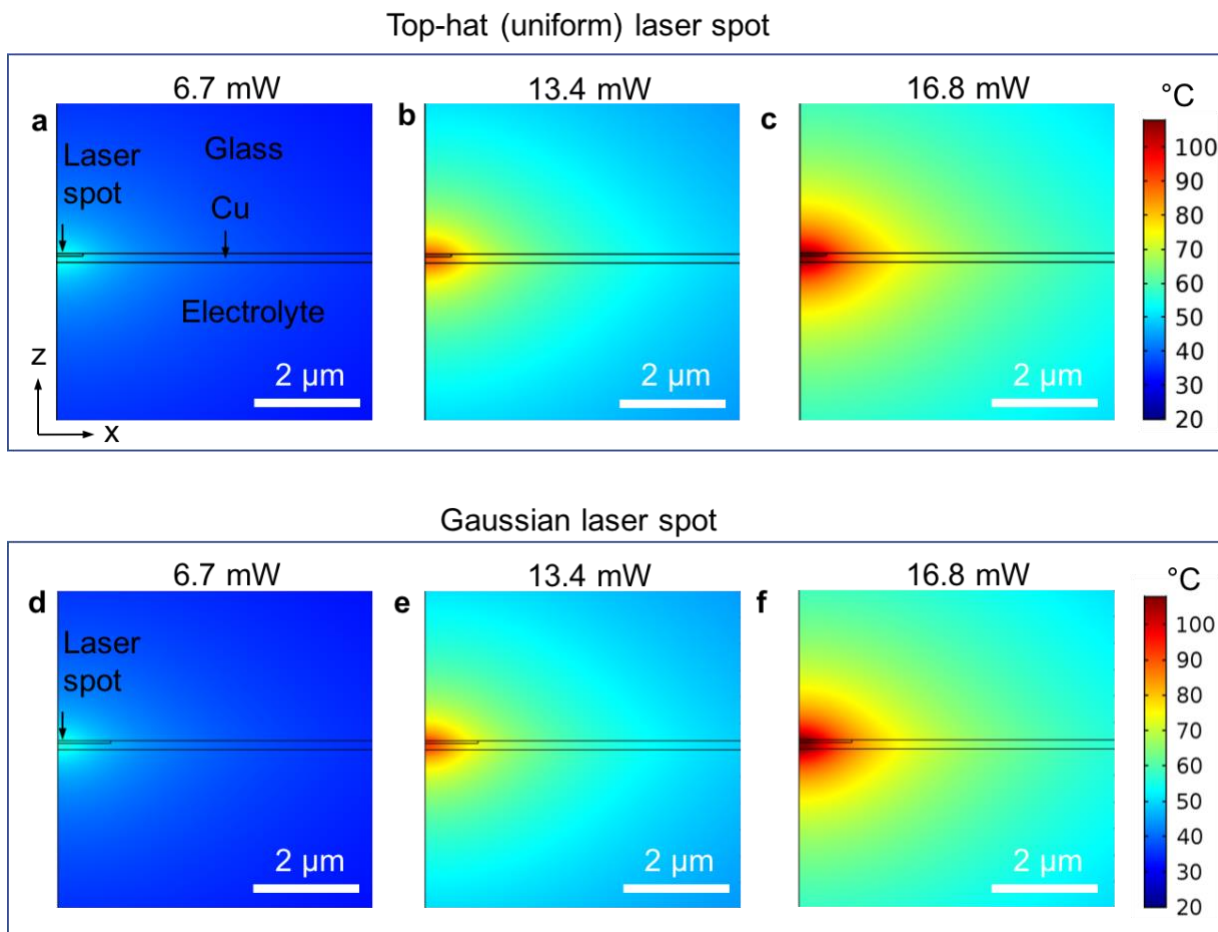 Top-hat (uniform) laser spot
6.7 mW
13.4 mW
16.8 mW
°C
a
b
c
Laser
spot
Glass
Cu
Electrolyte
2 µm
2 µm
2 µm
z
x
100
90
80
70
60
50
40
30
20
Gaussian laser spot
6.7 mW
13.4 mW
16.8 mW
°C
d
e
f
Laser
spot
2 µm
2 µm
2 µm
100
90
80
70
60
50
40
30
20